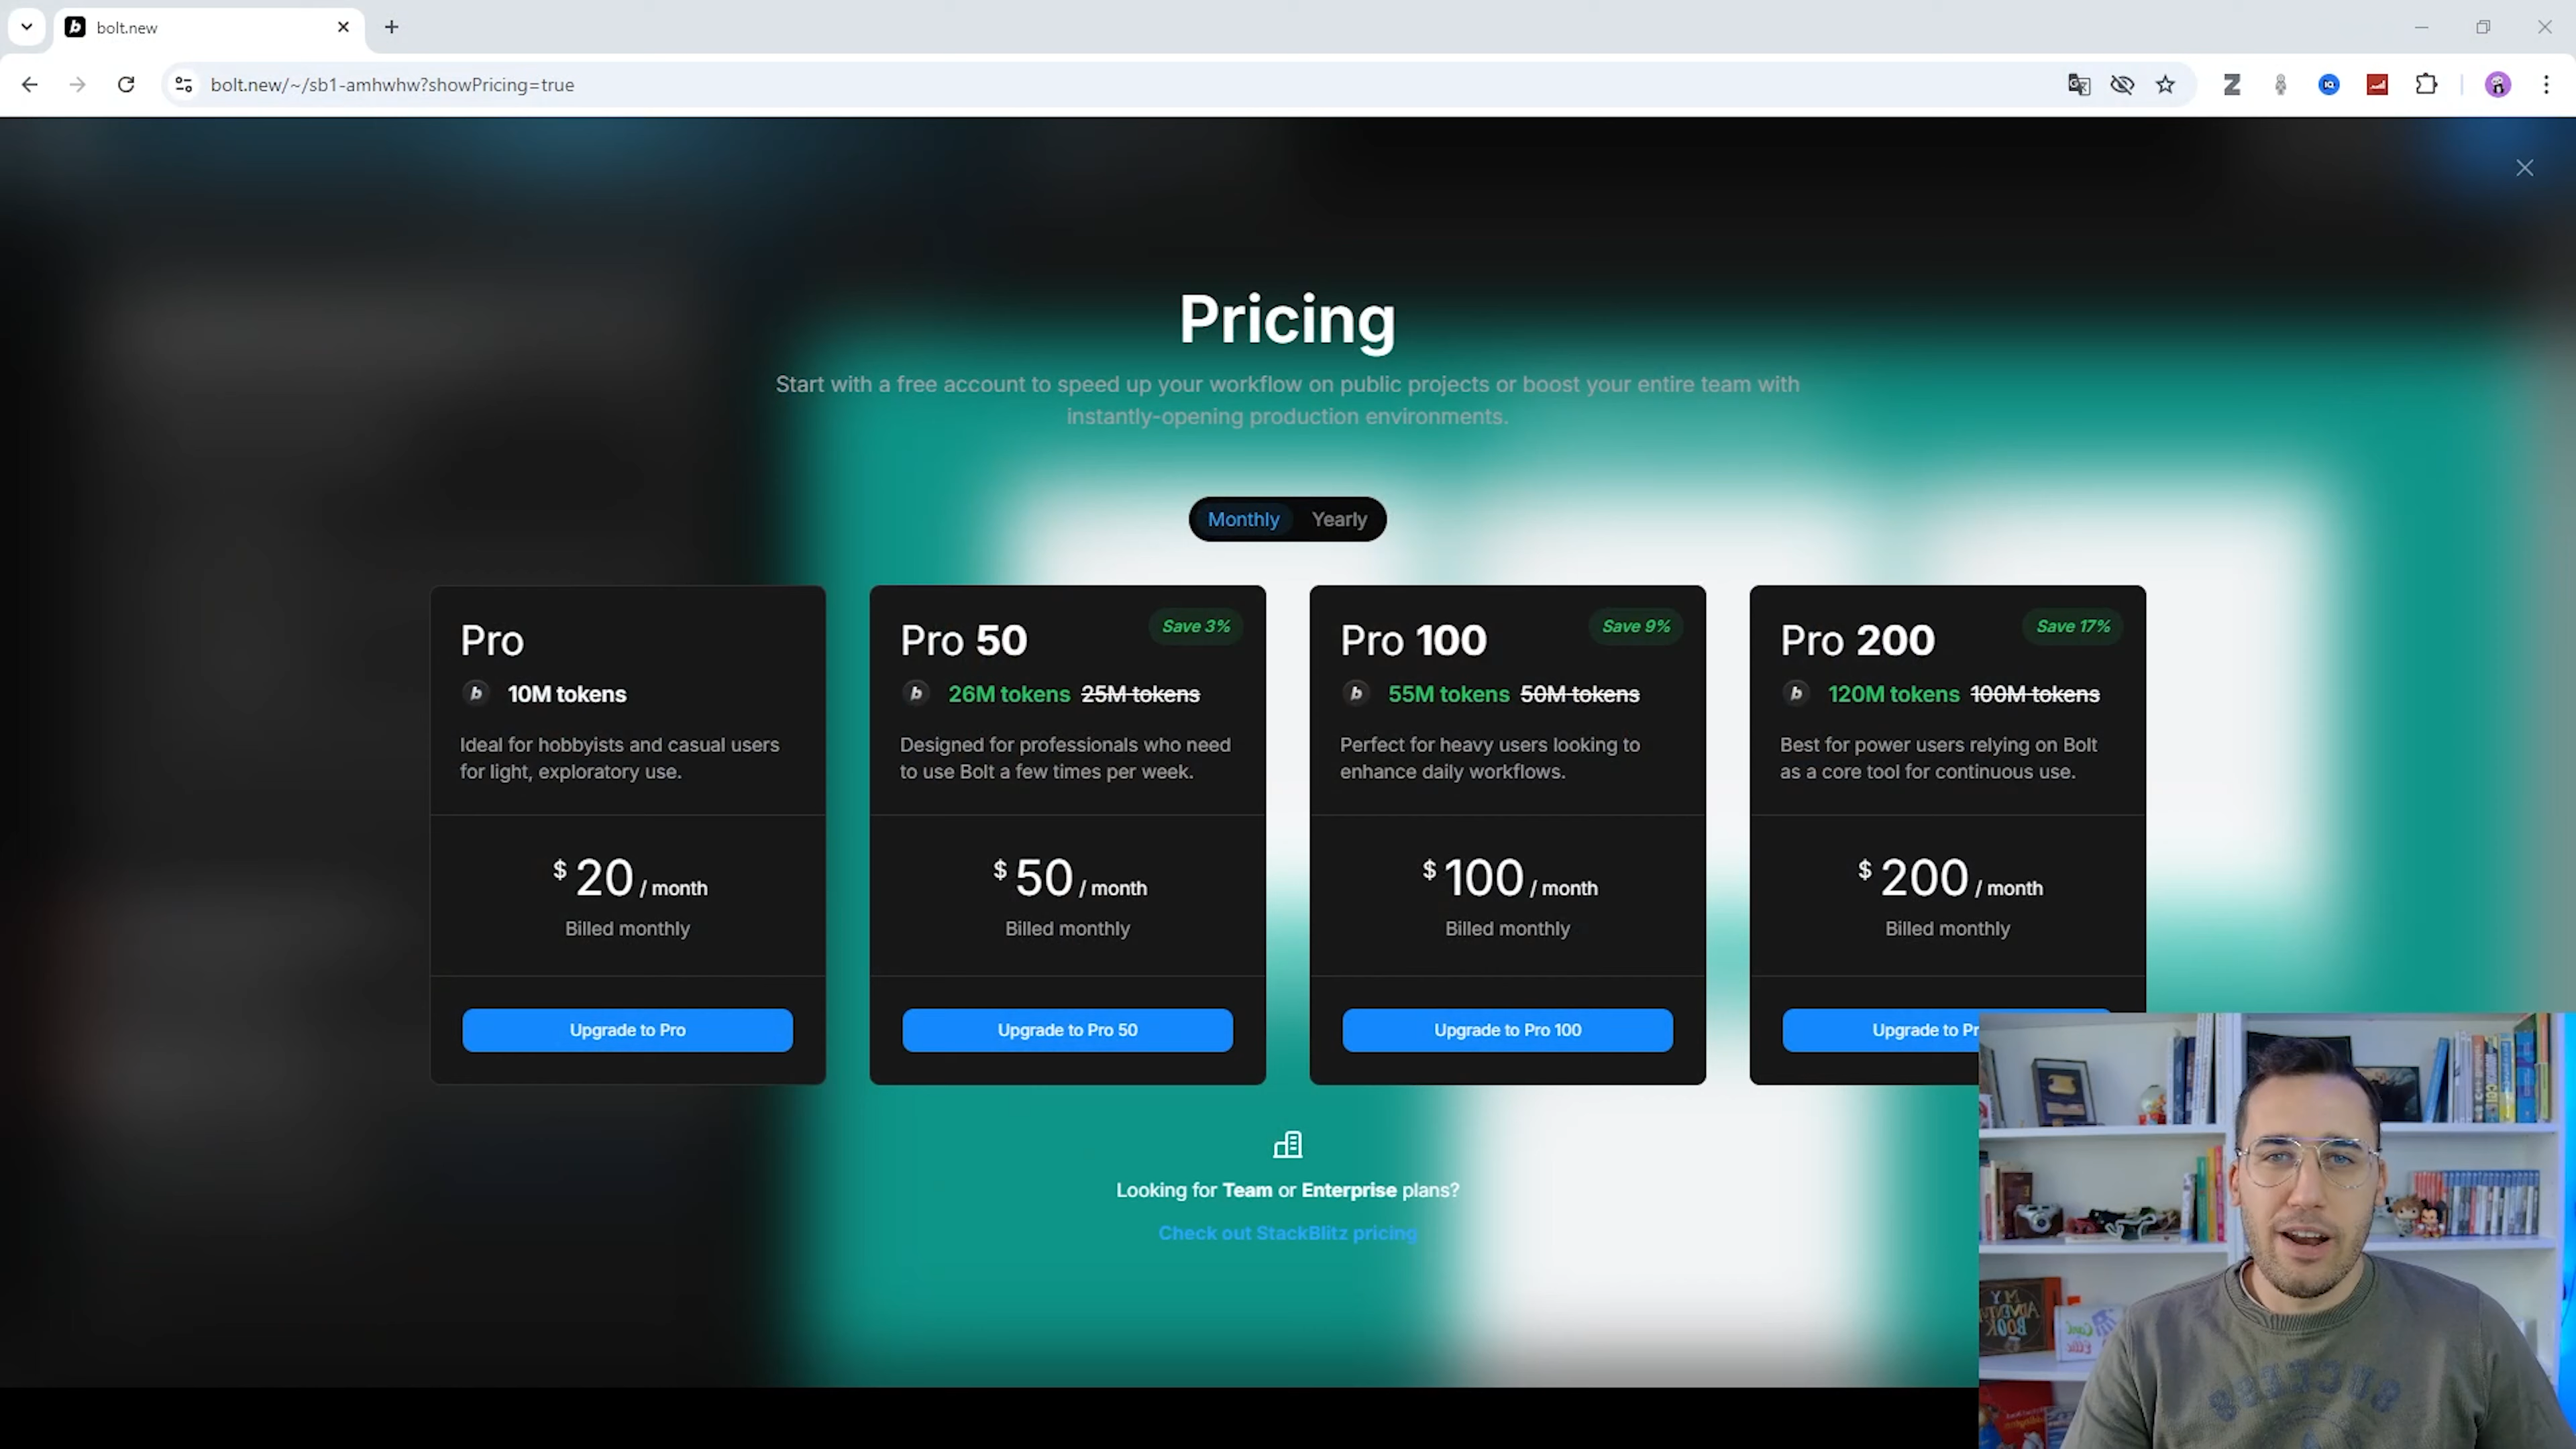 bolt.new
bolt.new/~/sb1-amhwhw?showPricing=true
Pricing
Start with a free account to speed up your workflow on public projects or boost your entire team with
instantly-opening production environments.
Monthly Yearly
Pro
10M tokens
Ideal for hobbyists and casual users
for light, exploratory use.
$ 20 / month
Billed monthly
Upgrade to Pro
Pro 50
Save 3%
26M tokens 25M tokens
Designed for professionals who need
to use Bolt a few times per week.
$ 50 / month
Billed monthly
Upgrade to Pro 50
Pro 100
Save 9%
55M tokens 50M tokens
Perfect for heavy users looking to
enhance daily workflows.
$ 100 / month
Billed monthly
Upgrade to Pro 100
Pro 200
Save 17%
120M tokens 100M tokens
Best for power users relying on Bolt
as a core tool for continuous use.
$ 200 / month
Billed monthly
Upgrade to Pr
Looking for Team or Enterprise plans?
Check out StackBlitz pricing
MY
ADVENTURE
BOOK